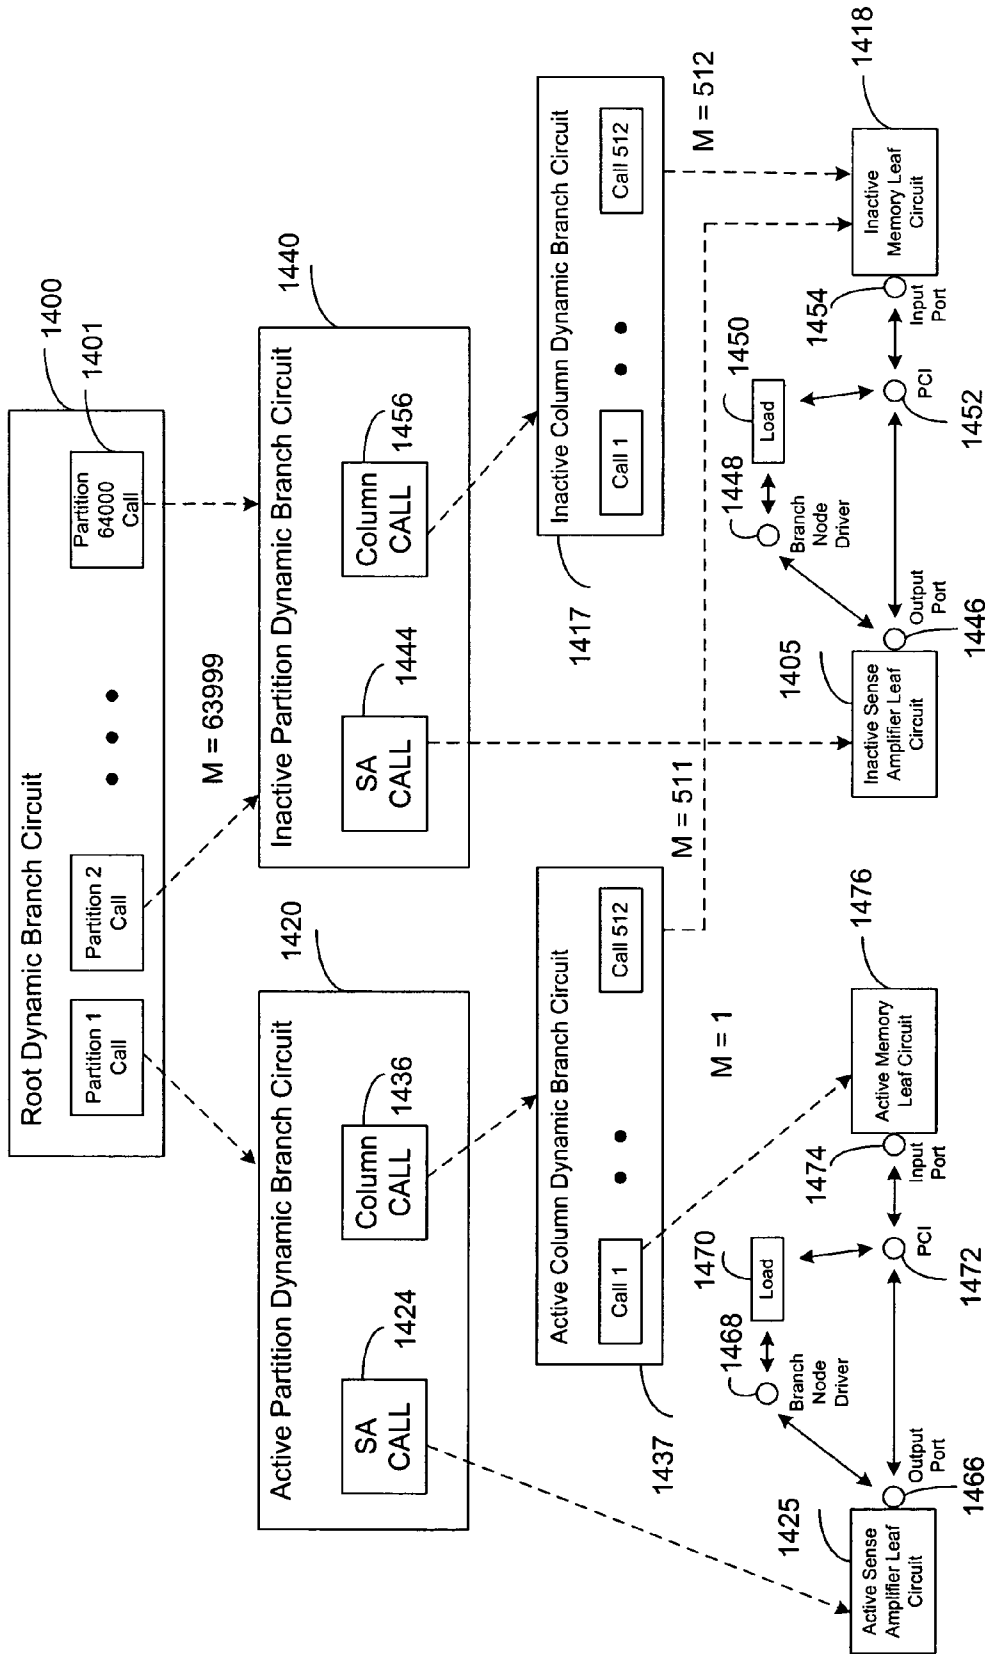 Root Dynamic Branch Circuit
1400
Partition 1
Call
Partition 2
Call
Partition
64000
Call
1401
M = 63999
1420
Active Partition Dynamic Branch Circuit
SA
CALL
1424
Column
CALL
1436
1440
Inactive Partition Dynamic Branch Circuit
SA
CALL
1444
Column
CALL
1456
Active Column Dynamic Branch Circuit
Call 1
Call 512
1437
Inactive Column Dynamic Branch Circuit
Call 1
Call 512
1417
M = 1
M = 511
M = 512
1425
Active Sense
Amplifier Leaf
Circuit
Output
Port
1466
1468
Branch
Node
Driver
1470
Load
PCI
1472
1474
Input
Port
Active Memory
Leaf Circuit
1476
1405
Inactive Sense
Amplifier Leaf
Circuit
Output
Port
1446
1448
Branch
Node
Driver
1450
Load
PCI
1452
1454
Input
Port
Inactive
Memory Leaf
Circuit
1418